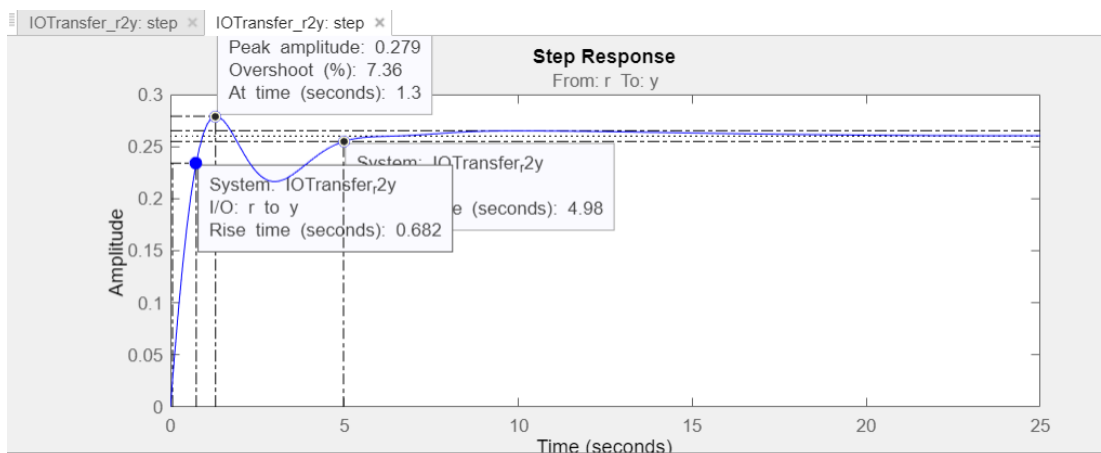 IOTransfer_r2y: step × IOTransfer_r2y: step ×
Step Response
From: r To: y
Peak amplitude: 0.279
Overshoot (%): 7.36
At time (seconds): 1.3
System: IOTransferr2y
e (seconds): 4.98
System: IOTransferr2y
I/O: r to y
Rise time (seconds): 0.682
Amplitude
0.3
0.25
0.2
0.15
0.1
0.05
0
0 5 10 15 20 25
Time (seconds)